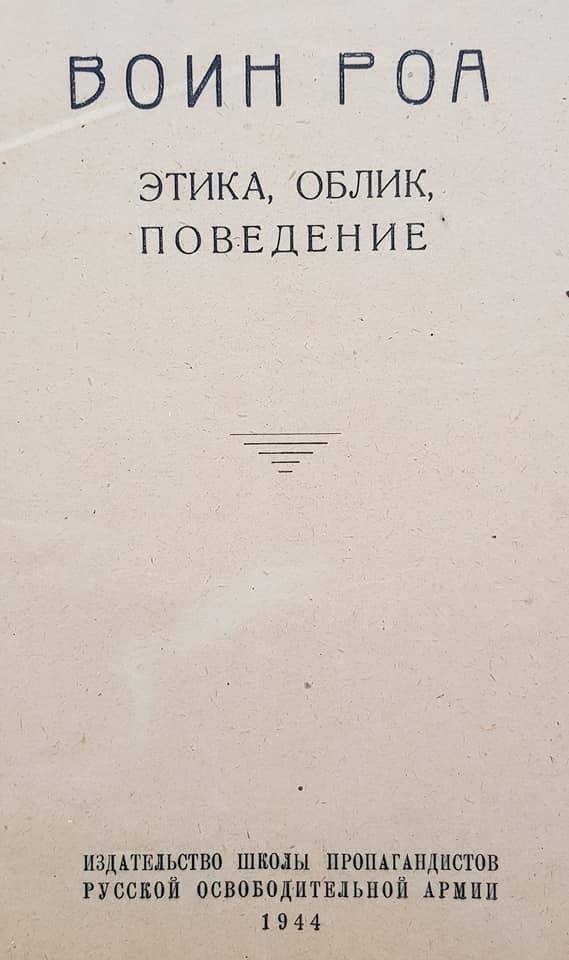 ВОИН РОА
ЭТИКА, ОБЛИК,
ПОВЕДЕНИЕ
ИЗДАТЕЛЬСТВО ШКОЛЫ ПРОПАГАНДИСТОВ
РУССКОЙ ОСВОБОДИТЕЛЬНОЙ АРМИИ
1944